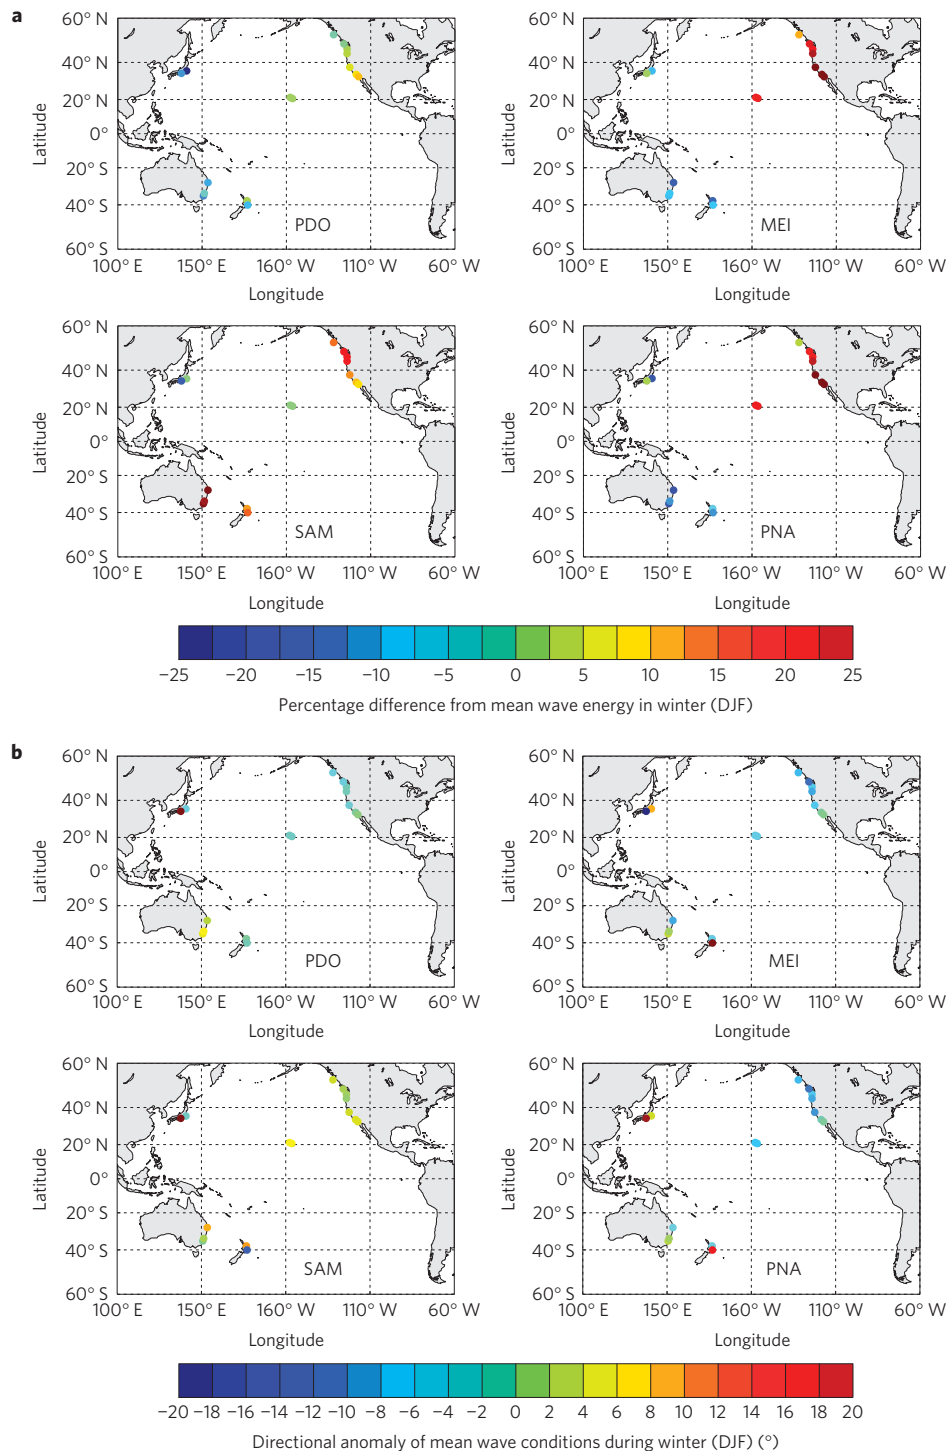 a
60° N
40° N
20° N
0°
20° S
40° S
60° S
Latitude
PDO
100° E 150° E 160° W 110° W 60° W
Longitude
60° N
40° N
20° N
0°
20° S
40° S
60° S
Latitude
MEI
100° E 150° E 160° W 110° W 60° W
Longitude
60° N
40° N
20° N
0°
20° S
40° S
60° S
Latitude
SAM
100° E 150° E 160° W 110° W 60° W
Longitude
60° N
40° N
20° N
0°
20° S
40° S
60° S
Latitude
PNA
100° E 150° E 160° W 110° W 60° W
Longitude
−25 −20 −15 −10 −5 0 5 10 15 20 25
Percentage difference from mean wave energy in winter (DJF)
b
60° N
40° N
20° N
0°
20° S
40° S
60° S
Latitude
PDO
100° E 150° E 160° W 110° W 60° W
Longitude
60° N
40° N
20° N
0°
20° S
40° S
60° S
Latitude
MEI
100° E 150° E 160° W 110° W 60° W
Longitude
60° N
40° N
20° N
0°
20° S
40° S
60° S
Latitude
SAM
100° E 150° E 160° W 110° W 60° W
Longitude
60° N
40° N
20° N
0°
20° S
40° S
60° S
Latitude
PNA
100° E 150° E 160° W 110° W 60° W
Longitude
−20 −18 −16 −14 −12 −10 −8 −6 −4 −2 0 2 4 6 8 10 12 14 16 18 20
Directional anomaly of mean wave conditions during winter (DJF) (°)